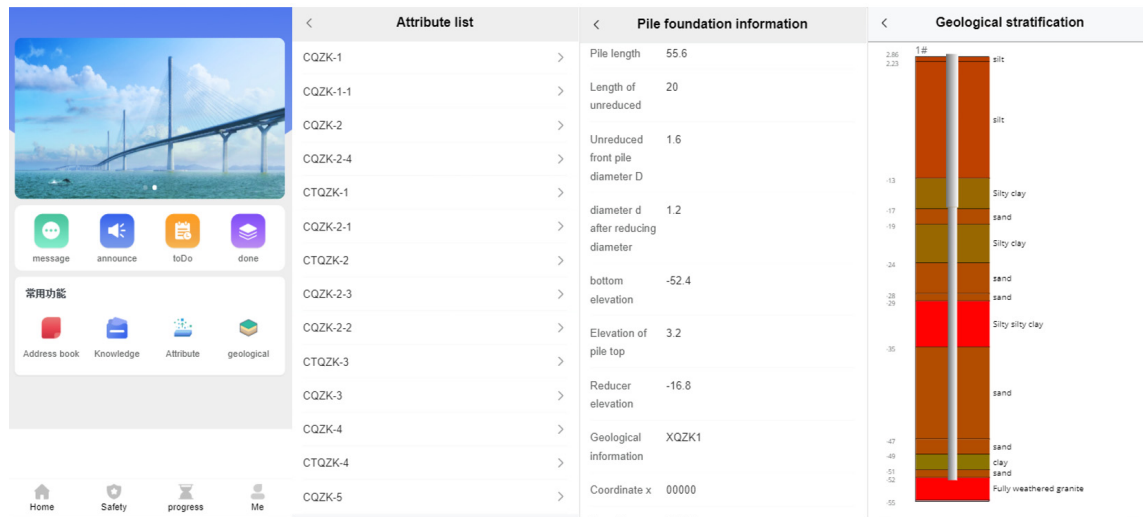 message
announce
toDo
done
常用功能
Address book
Knowledge
Attribute
geological
Home
Safety
progress
Me
Attribute list
CQZK-1
CQZK-1-1
CQZK-2
CQZK-2-4
CTQZK-1
CQZK-2-1
CTQZK-2
CQZK-2-3
CQZK-2-2
CTQZK-3
CQZK-3
CQZK-4
CTQZK-4
CQZK-5
Pile foundation information
Pile length 55.6
Length of 20
unreduced
Unreduced 1.6
front pile
diameter D
diameter d 1.2
after reducing
diameter
bottom -52.4
elevation
Elevation of 3.2
pile top
Reducer -16.8
elevation
Geological XQZK1
information
Coordinate x 00000
Geological stratification
1#
2.86
silt
2.23
silt
-13
Silty clay
-17
sand
-19
Silty clay
-24
sand
-28
sand
-29
Silty silty clay
-35
sand
-47
sand
-49
clay
-51
sand
-52
Fully weathered granite
-55